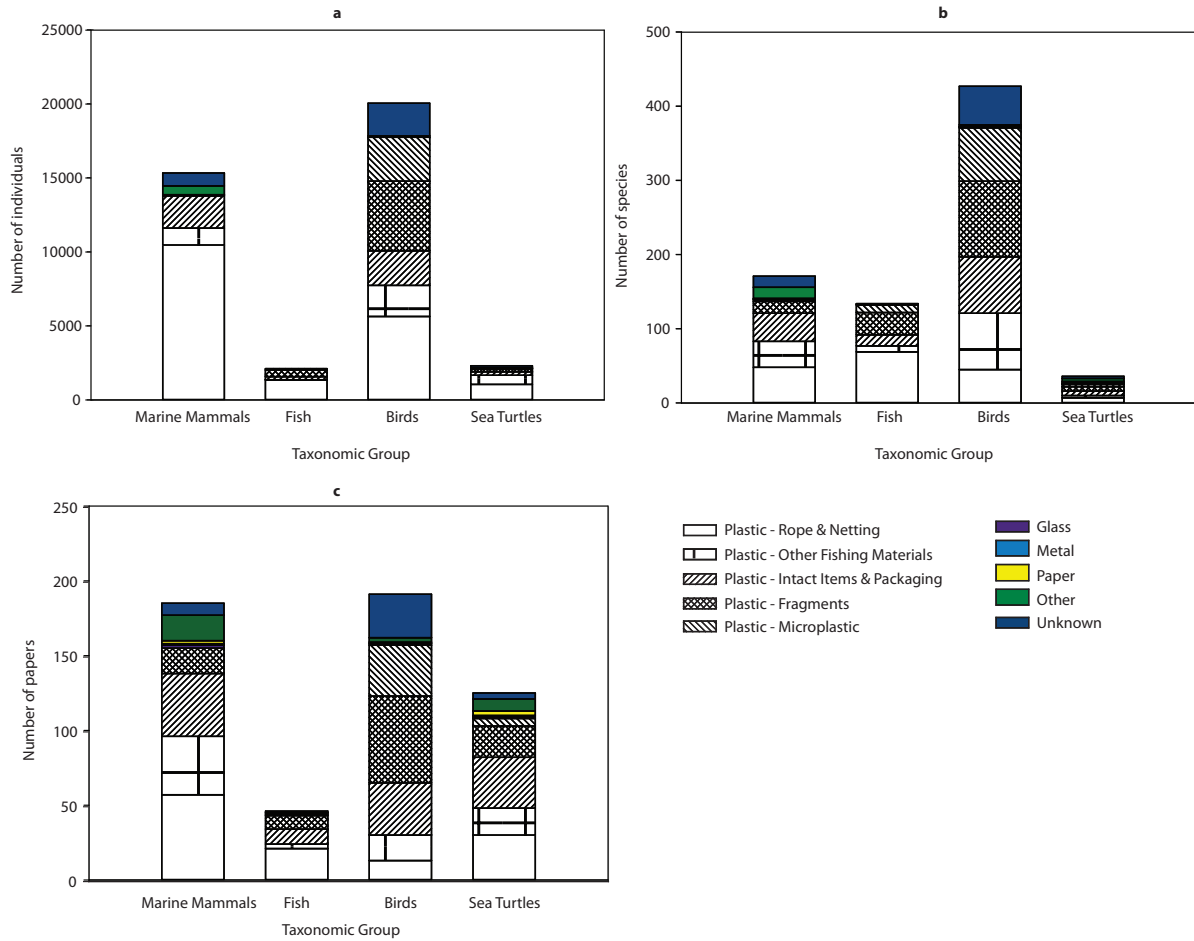 a
25000
20000
15000
10000
5000
0
Number of individuals
Marine Mammals Fish Birds Sea Turtles
Taxonomic Group
b
500
400
300
200
100
0
Number of species
Marine Mammals Fish Birds Sea Turtles
Taxonomic Group
c
250
200
150
100
50
0
Number of papers
Marine Mammals Fish Birds Sea Turtles
Taxonomic Group
Plastic - Rope & Netting
Plastic - Other Fishing Materials
Plastic - Intact Items & Packaging
Plastic - Fragments
Plastic - Microplastic
Glass
Metal
Paper
Other
Unknown